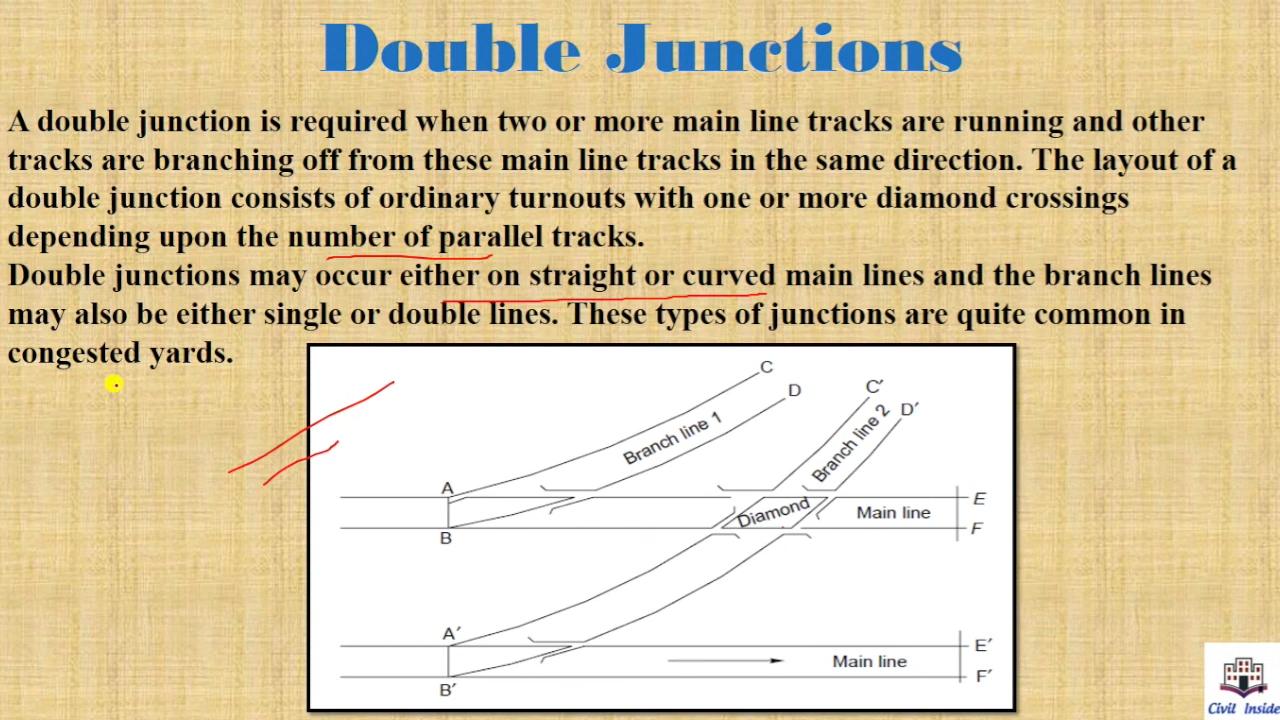 Double Junctions
A double junction is required when two or more main line tracks are running and other
tracks are branching off from these main line tracks in the same direction. The layout of a
double junction consists of ordinary turnouts with one or more diamond crossings
depending upon the number of parallel tracks.
Double junctions may occur either on straight or curved main lines and the branch lines
may also be either single or double lines. These types of junctions are quite common in
congested yards.
C
D
C′
D′
Branch line 1
Branch line 2
A
B
Diamond
Main line
E
F
A′
B′
Main line
E′
F′
Civil Inside